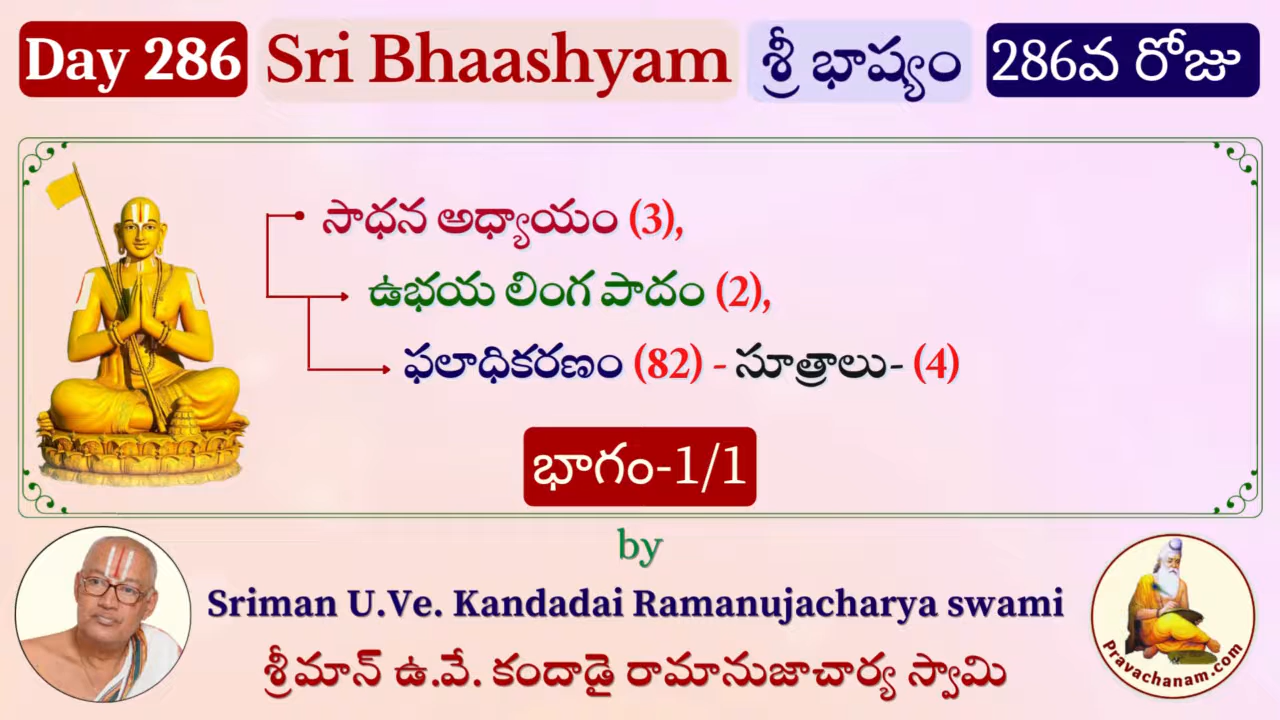 Day 286 Sri Bhaashyam శ్రీ భాష్యం 286వ రోజు
సాధన అధ్యాయం (3),
ఉభయ లింగ పాదం (2),
ఫలాధికరణం (82) - సూత్రాలు- (4)
భాగం-1/1
by
Sriman U.Ve. Kandadai Ramanujacharya swami
శ్రీమాన్ ఉ.వే. కందాడై రామానుజాచార్య స్వామి
Pravachanam.com